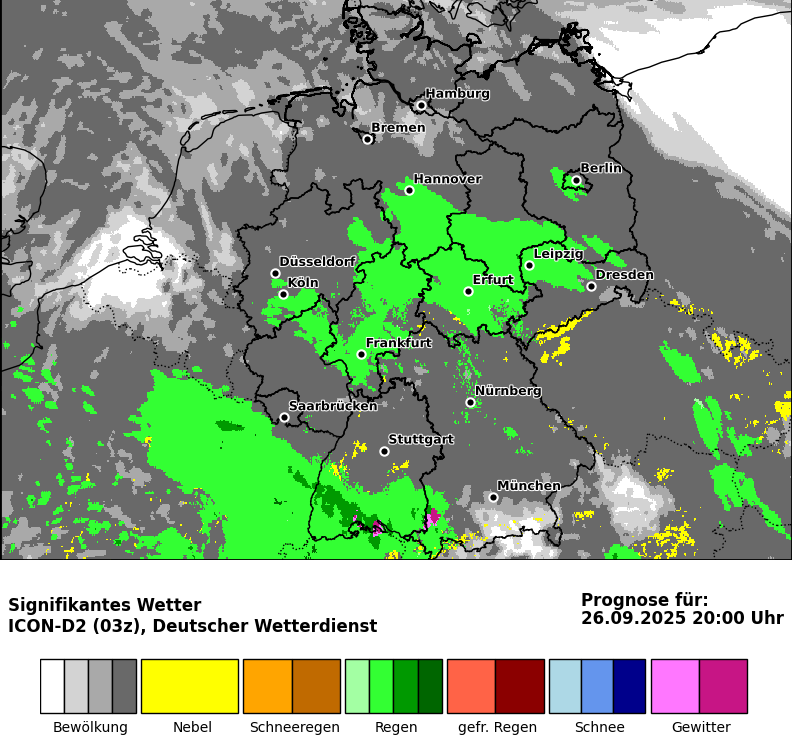 Hamburg
Bremen
Berlin
Hannover
Leipzig
Düsseldorf
Dresden
Köln
Erfurt
Frankfurt
Nürnberg
Saarbrücken
Stuttgart
München
Signifikantes Wetter
ICON-D2 (03z), Deutscher Wetterdienst
Prognose für:
26.09.2025 20:00 Uhr
Bewölkung
Nebel
Schneeregen
Regen
gefr. Regen
Schnee
Gewitter